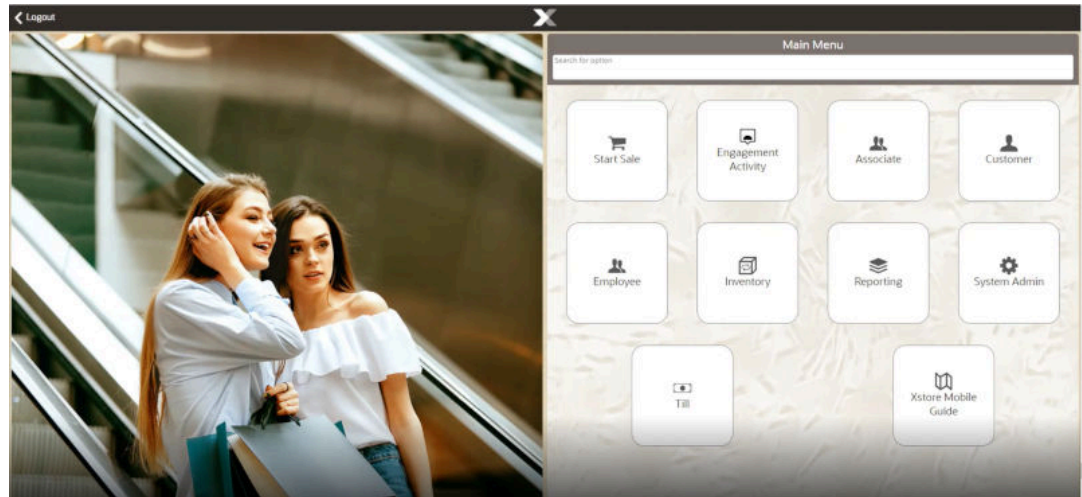 Logout
Main Menu
Search for option
Start Sale
Engagement
Activity
Associate
Customer
Employee
Inventory
Reporting
System Admin
Till
Xstore Mobile
Guide